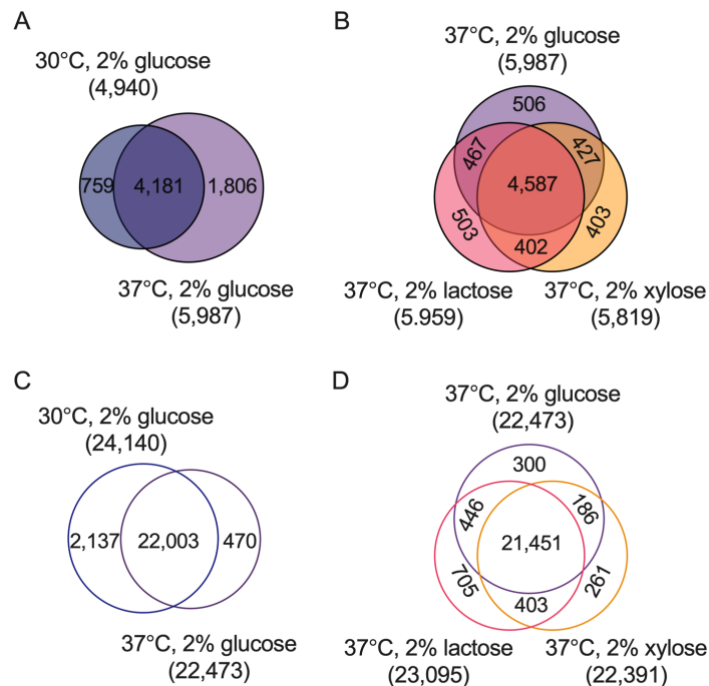 A
30°C, 2% glucose
(4,940)
759
4,181
1,806
37°C, 2% glucose
(5,987)
B
37°C, 2% glucose
(5,987)
506
467
427
4,587
503
402
403
37°C, 2% lactose
(5.959)
37°C, 2% xylose
(5,819)
C
30°C, 2% glucose
(24,140)
2,137
22,003
470
37°C, 2% glucose
(22,473)
D
37°C, 2% glucose
(22,473)
300
446
186
21,451
705
403
261
37°C, 2% lactose
(23,095)
37°C, 2% xylose
(22,391)